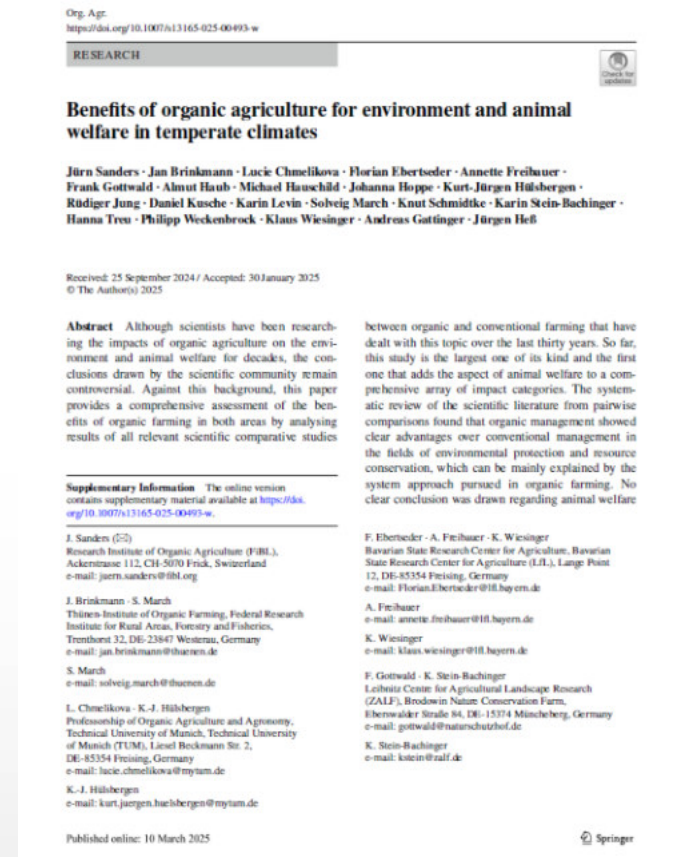 Org. Agr.
https://doi.org/10.1007/s13165-025-00493-w
RESEARCH
Check for
updates
Benefits of organic agriculture for environment and animal
welfare in temperate climates
Jürn Sanders · Jan Brinkmann · Lucie Chmelikova · Florian Ebertseder · Annette Freibauer ·
Frank Gottwald · Almut Haub · Michael Hauschild · Johanna Hoppe · Kurt-Jürgen Hülsbergen ·
Rüdiger Jung · Daniel Kusche · Karin Levin · Solveig March · Knut Schmidtke · Karin Stein-Bachinger ·
Hanna Treu · Philipp Weckenbrock · Klaus Wiesinger · Andreas Gattinger · Jürgen Heß
Received: 25 September 2024 / Accepted: 30 January 2025
© The Author(s) 2025
Abstract Although scientists have been research-
ing the impacts of organic agriculture on the envi-
ronment and animal welfare for decades, the con-
clusions drawn by the scientific community remain
controversial. Against this background, this paper
provides a comprehensive assessment of the ben-
efits of organic farming in both areas by analysing
results of all relevant scientific comparative studies
between organic and conventional farming that have
dealt with this topic over the last thirty years. So far,
this study is the largest one of its kind and the first
one that adds the aspect of animal welfare to a com-
prehensive array of impact categories. The system-
atic review of the scientific literature from pairwise
comparisons found that organic management showed
clear advantages over conventional management in
the fields of environmental protection and resource
conservation, which can be mainly explained by the
system approach pursued in organic farming. No
clear conclusion was drawn regarding animal welfare
Supplementary Information The online version
contains supplementary material available at https://doi.
org/10.1007/s13165-025-00493-w.
J. Sanders (✉)
Research Institute of Organic Agriculture (FiBL),
Ackerstrasse 112, CH-5070 Frick, Switzerland
e-mail: juern.sanders@fibl.org
J. Brinkmann · S. March
Thünen-Institute of Organic Farming, Federal Research
Institute for Rural Areas, Forestry and Fisheries,
Trenthorst 32, DE-23847 Westerau, Germany
e-mail: jan.brinkmann@thuenen.de
S. March
e-mail: solveig.march@thuenen.de
L. Chmelikova · K.-J. Hülsbergen
Professorship of Organic Agriculture and Agronomy,
Technical University of Munich, Technical University
of Munich (TUM), Liesel Beckmann Str. 2,
DE-85354 Freising, Germany
e-mail: lucie.chmelikova@mytum.de
K.-J. Hülsbergen
e-mail: kurt.juergen.huelsbergen@mytum.de
F. Ebertseder · A. Freibauer · K. Wiesinger
Bavarian State Research Center for Agriculture, Bavarian
State Research Center for Agriculture (LfL), Lange Point
12, DE-85354 Freising, Germany
e-mail: Florian.Ebertseder@lfl.bayern.de
A. Freibauer
e-mail: annette.freibauer@lfl.bayern.de
K. Wiesinger
e-mail: klaus.wiesinger@lfl.bayern.de
F. Gottwald · K. Stein-Bachinger
Leibnitz Centre for Agricultural Landscape Research
(ZALF), Brodowin Nature Conservation Farm,
Eberswalder Straße 84, DE-15374 Müncheberg, Germany
e-mail: gottwald@naturschutzhof.de
K. Stein-Bachinger
e-mail: kstein@zalf.de
Published online: 10 March 2025
Springer